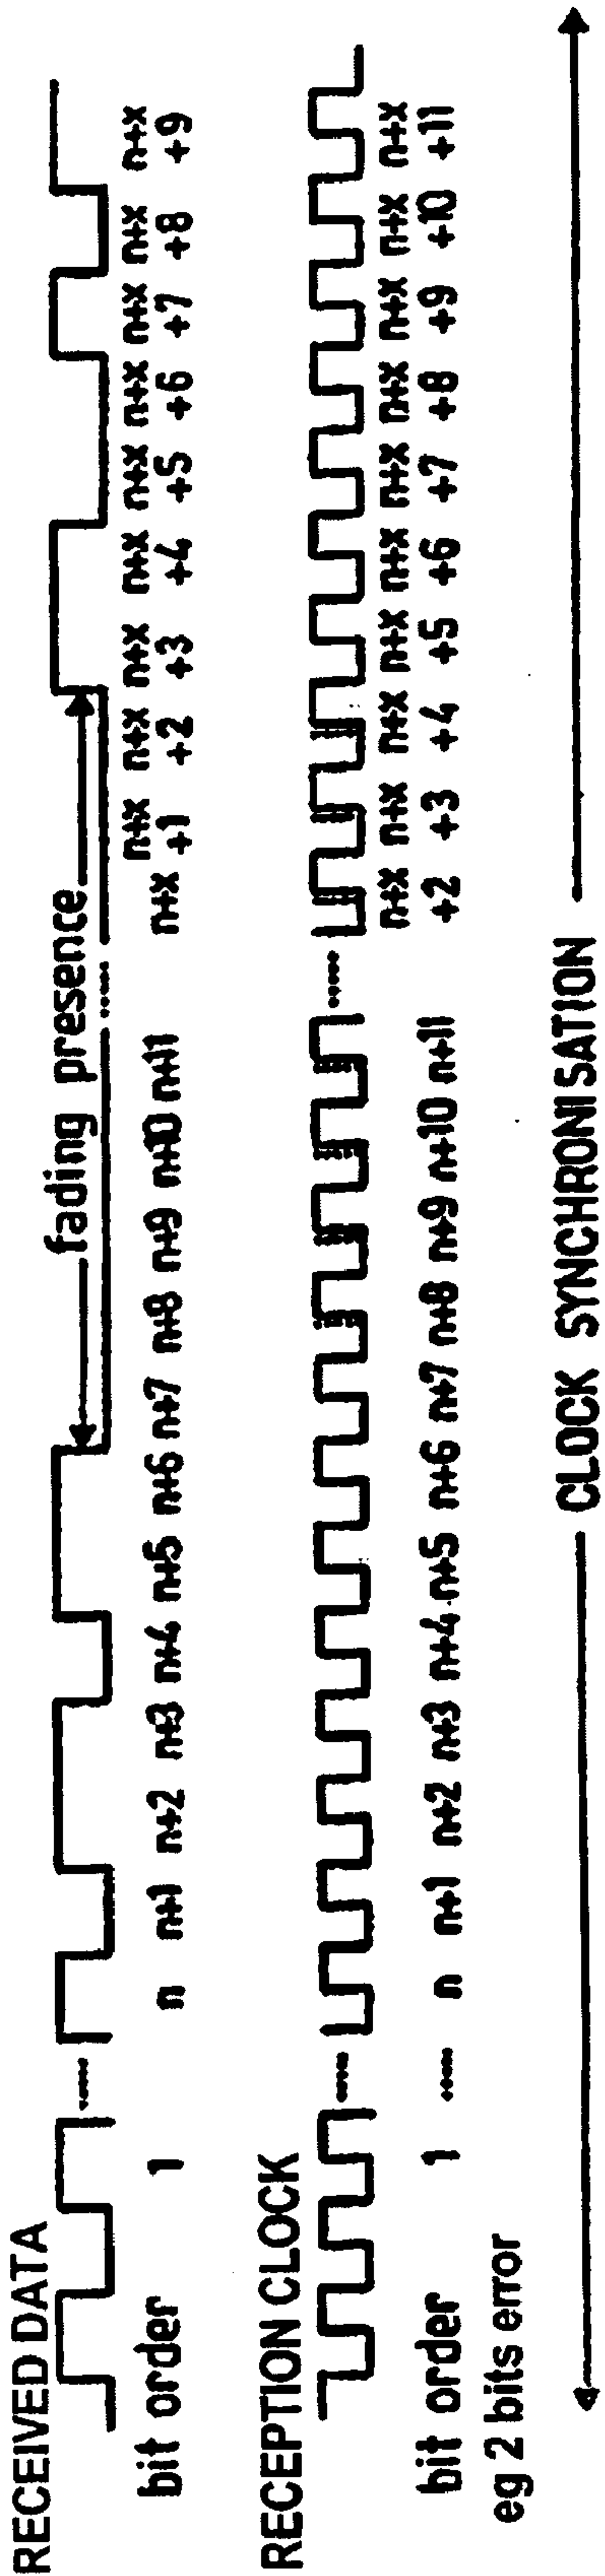 RECEIVED DATA
fading presence
bit order 1 n n+1 n+2 n+3 n+4 n+5 n+6 n+7 n+8 n+9 n+10 n+11 n+x n+x n+x n+x n+x n+x n+x n+x n+x n+x
+1 +2 +3 +4 +5 +6 +7 +8 +9
RECEPTION CLOCK
bit order 1 ..... n n+1 n+2 n+3 n+4 n+5 n+6 n+7 n+8 n+9 n+10 n+11 n+x n+x n+x n+x n+x n+x n+x n+x n+x n+x
+2 +3 +4 +5 +6 +7 +8 +9 +10 +11
eg 2 bits error
CLOCK SYNCHRONISATION